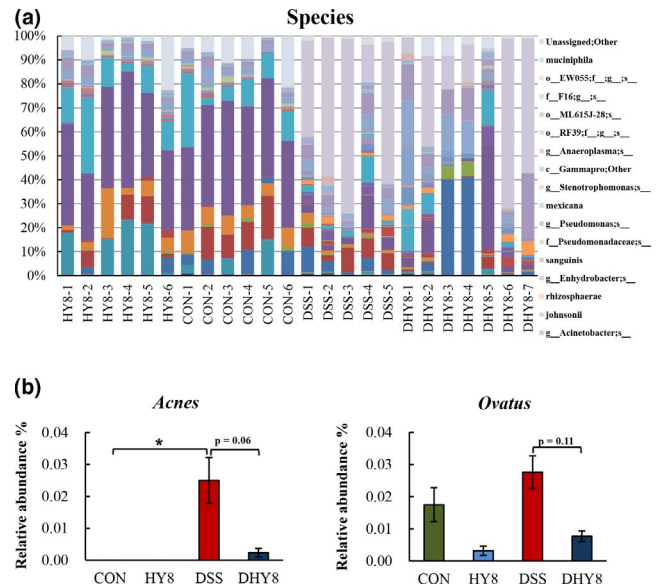 (a)
Species
100%
90%
80%
70%
60%
50%
40%
30%
20%
10%
0%
HY8-1
HY8-2
HY8-3
HY8-4
HY8-5
HY8-6
CON-1
CON-2
CON-3
CON-4
CON-5
CON-6
DSS-1
DSS-2
DSS-3
DSS-4
DSS-5
DHY8-1
DHY8-2
DHY8-3
DHY8-4
DHY8-5
DHY8-6
DHY8-7
Unassigned;Other
muciniphila
o__EW055;f__;g__;s__
f__F16;g__;s__
o__ML615J-28;s__
o__RF39;f__;g__;s__
g__Anaeroplasma;s__
c__Gammapro;Other
g__Stenotrophomonas;s__
mexicana
g__Pseudomonas;s__
f__Pseudomonadaceae;s__
sanguinis
g__Enhydrobacter;s__
rhizosphaerae
johnsonii
g__Acinetobacter;s__
(b)
Acnes
Relative abundance %
0.04
0.03
0.02
0.01
0.00
*
p = 0.06
CON HY8 DSS DHY8
Ovatus
Relative abundance %
0.04
0.03
0.02
0.01
0.00
p = 0.11
CON HY8 DSS DHY8